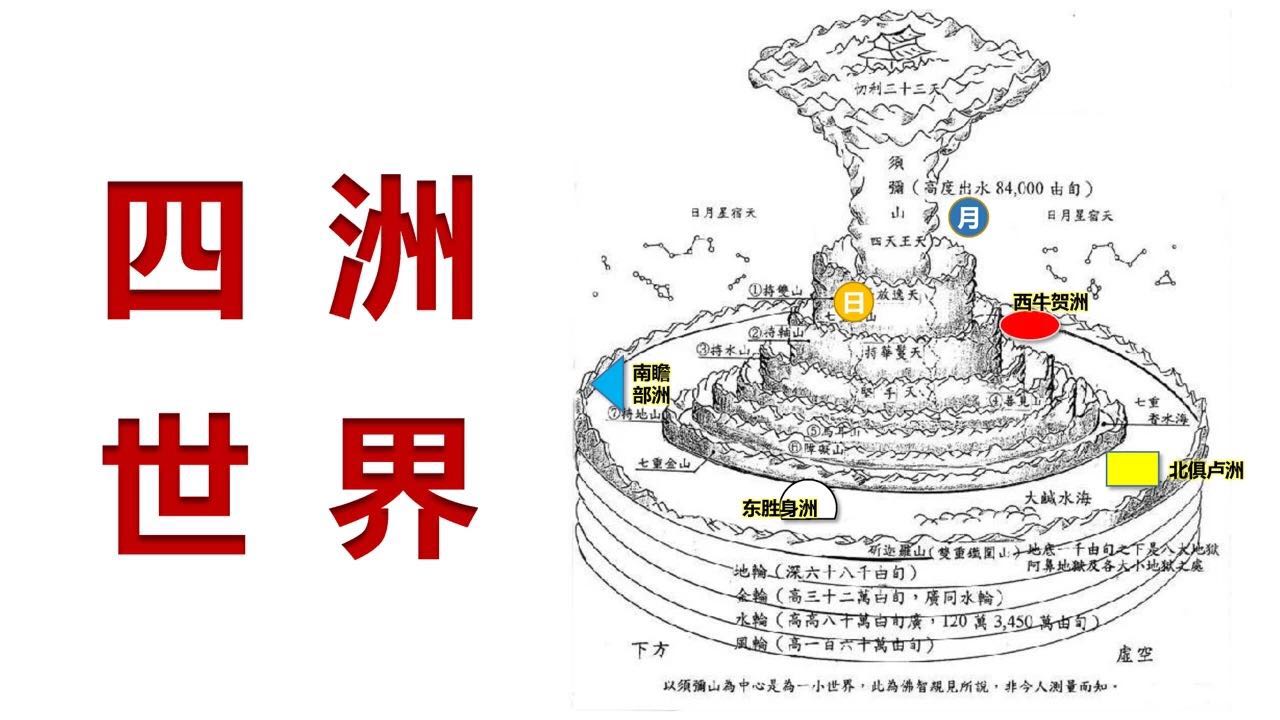 四洲
世界
忉利三十三天
須
彌（高度出水 84,000 由旬）
山
月
日月星宿天
日月星宿天
四天王天
①持雙山
放逸天
日
七
山
西牛贺洲
②持軸山
③持水山
持華鬘天
南瞻
部洲
堅手天
④善見山
七重
香水海
⑦持地山
⑤馬耳山
⑥障礙山
七重金山
北俱卢洲
东胜身洲
大鹹水海
斫迦羅山（雙重鐵圍山）
地底一千由旬之下是八大地獄
阿鼻地獄及各大小地獄之處
地輪（深六十八千由旬）
金輪（高三十二萬由旬，廣同水輪）
水輪（高高八十萬由旬廣，120 萬 3,450 萬由旬）
風輪（高一百六十萬由旬）
下方
虛空
以須彌山為中心是為一小世界，此為佛智親見所說，非今人測量而知。